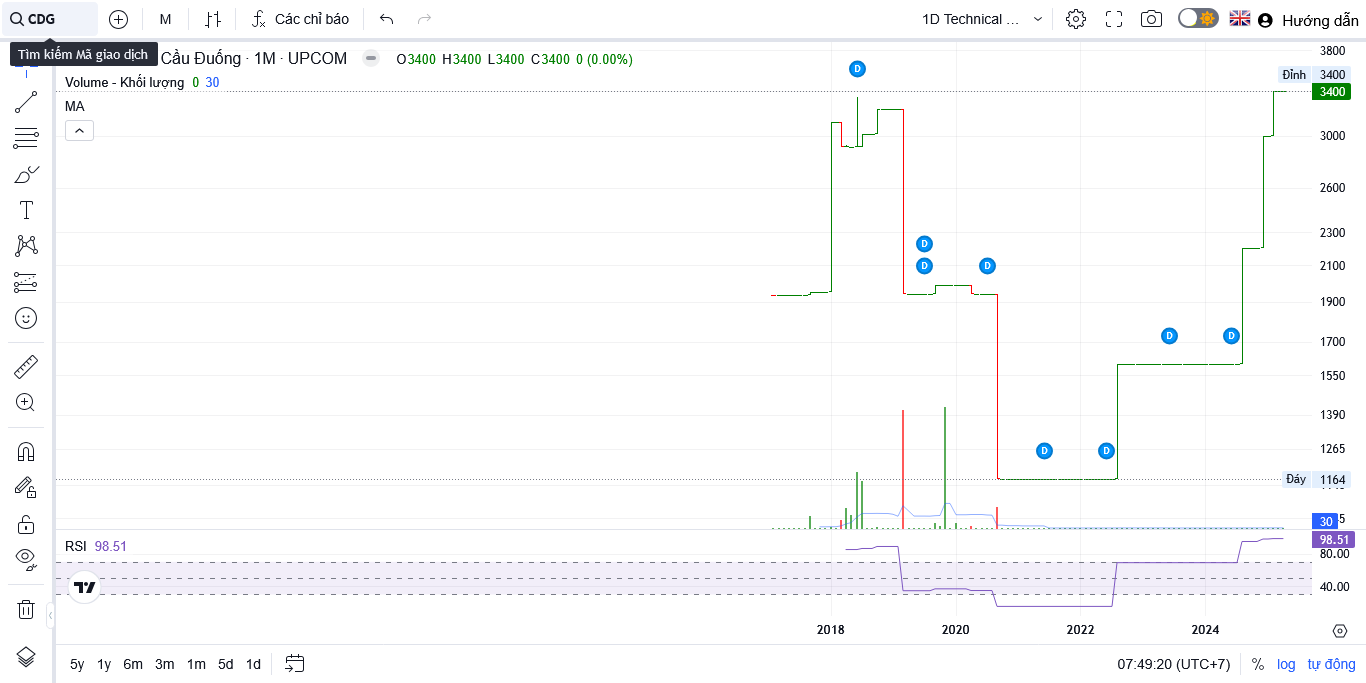 CDG
M
Các chỉ báo
1D Technical ...
Hướng dẫn
Tìm kiếm Mã giao dịch
Cầu Đuống · 1M · UPCOM
O3400 H3400 L3400 C3400 0 (0.00%)
Volume - Khối lượng 0 30
MA
D
D
D
D
D
D
D
D
3800
Đỉnh 3400
3400
3000
2600
2300
2100
1900
1700
1550
1390
1265
Đáy 1164
30
RSI 98.51
98.51
80.00
40.00
2018 2020 2022 2024
5y 1y 6m 3m 1m 5d 1d
07:49:20 (UTC+7) % log tự động